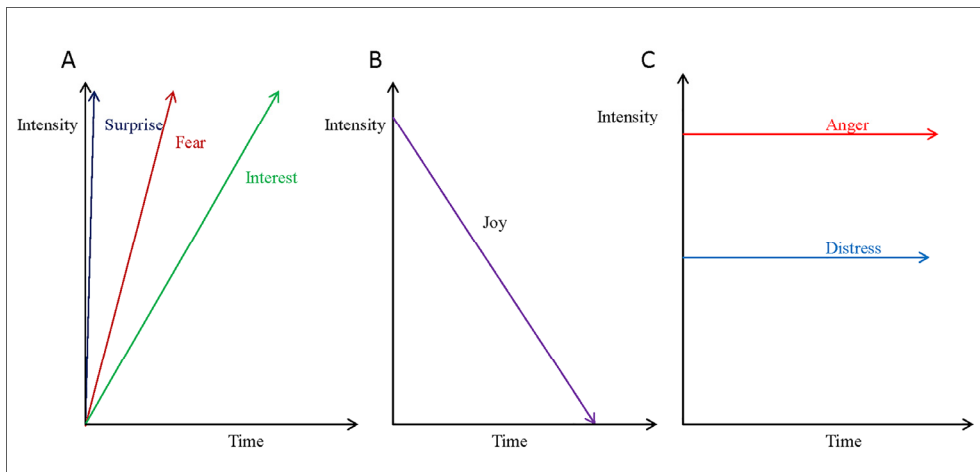 A
Intensity
Surprise
Fear
Interest
Time
B
Intensity
Joy
Time
C
Intensity
Anger
Distress
Time